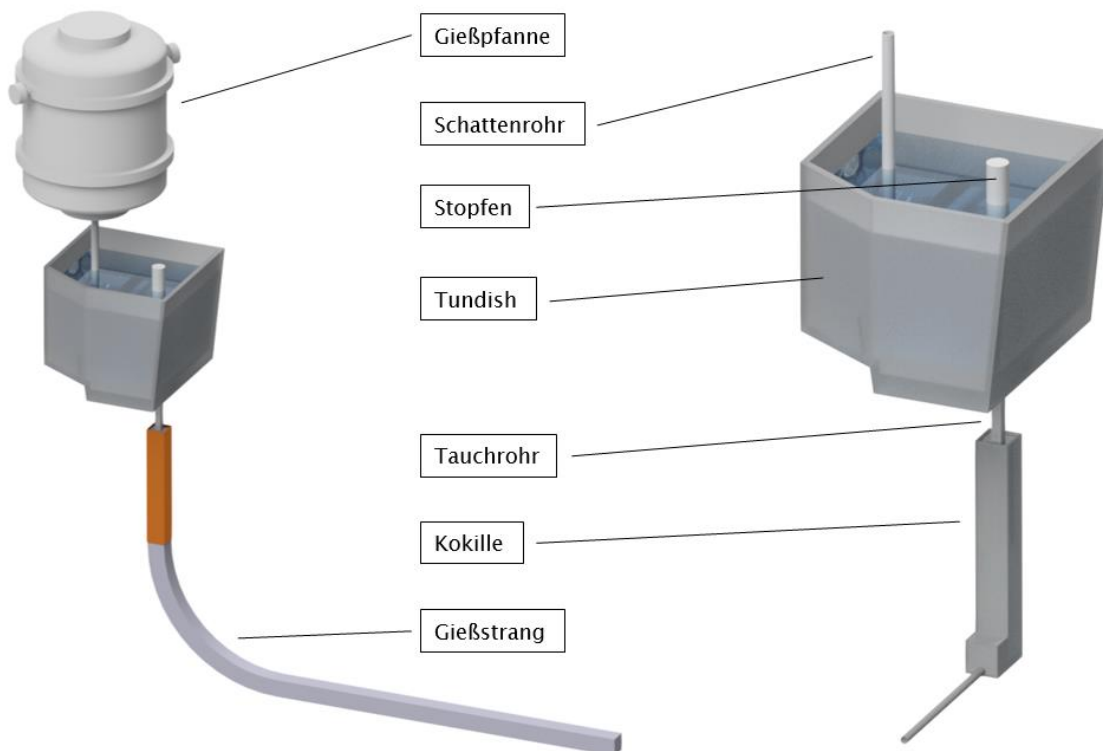 Gießpfanne
Schattenrohr
Stopfen
Tundish
Tauchrohr
Kokille
Gießstrang